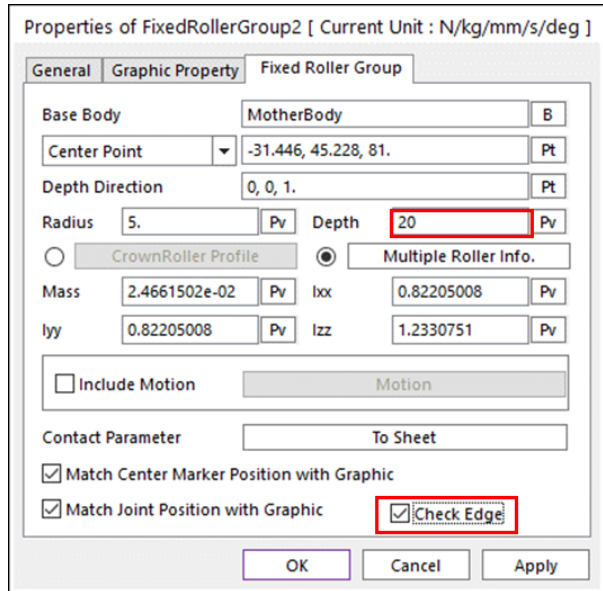 Properties of FixedRollerGroup2 [ Current Unit : N/kg/mm/s/deg ]
General Graphic Property Fixed Roller Group
Base Body MotherBody B
Center Point -31.446, 45.228, 81. Pt
Depth Direction 0, 0, 1. Pt
Radius 5. Pv Depth 20 Pv
CrownRoller Profile Multiple Roller Info.
Mass 2.4661502e-02 Pv Ixx 0.82205008 Pv
Iyy 0.82205008 Pv Izz 1.2330751 Pv
Include Motion Motion
Contact Parameter To Sheet
Match Center Marker Position with Graphic
Match Joint Position with Graphic Check Edge
OK Cancel Apply